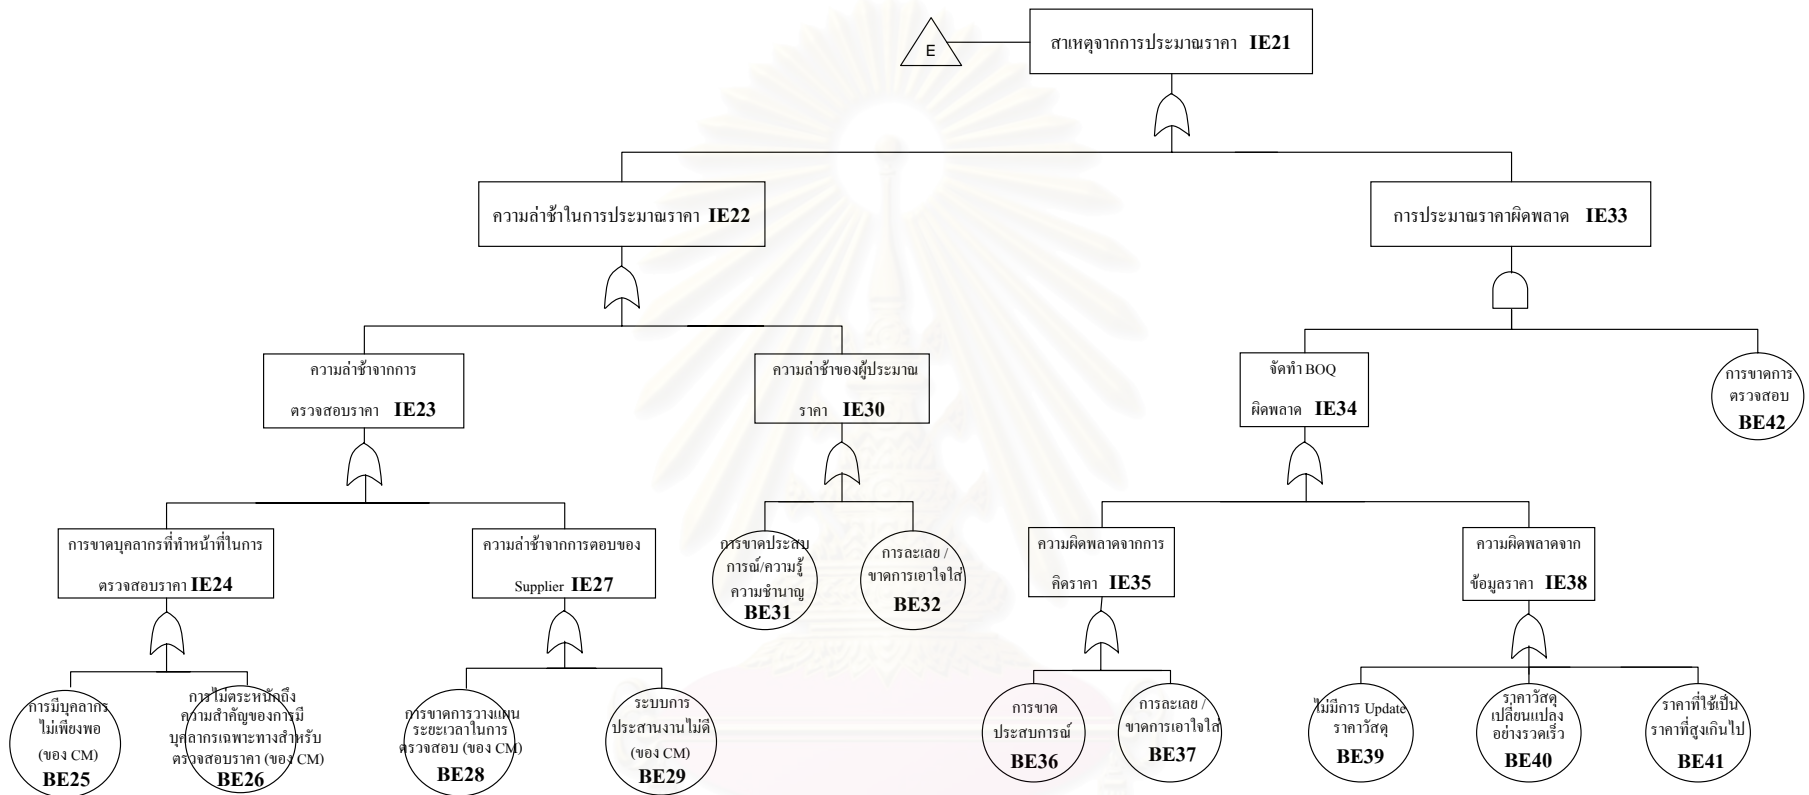 E
สาเหตุจากการประมาณราคา IE21
ความล่าช้าในการประมาณราคา IE22
การประมาณราคาผิดพลาด IE33
ความล่าช้าจากการ
ตรวจสอบราคา IE23
ความล่าช้าของผู้ประมาณ
ราคา IE30
จัดทำ BOQ
ผิดพลาด IE34
การขาดการ
ตรวจสอบ
BE42
การขาดบุคลากรที่ทำหน้าที่ในการ
ตรวจสอบราคา IE24
ความล่าช้าจากการตอบของ
Supplier IE27
การขาดประสบ
การณ์/ความรู้
ความชำนาญ
BE31
การละเลย /
ขาดการเอาใจใส่
BE32
ความผิดพลาดจากการ
คิดราคา IE35
ความผิดพลาดจาก
ข้อมูลราคา IE38
การมีบุคลากร
ไม่เพียงพอ
(ของ CM)
BE25
การไม่ตระหนักถึง
ความสำคัญของการมี
บุคลากรเฉพาะทางสำหรับ
ตรวจสอบราคา (ของ CM)
BE26
การขาดการวางแผน
ระยะเวลาในการ
ตรวจสอบ (ของ CM)
BE28
ระบบการ
ประสานงานไม่ดี
(ของ CM)
BE29
การขาด
ประสบการณ์
BE36
การละเลย /
ขาดการเอาใจใส่
BE37
ไม่มีการ Update
ราคาวัสดุ
BE39
ราคาวัสดุ
เปลี่ยนแปลง
อย่างรวดเร็ว
BE40
ราคาที่ใช้เป็น
ราคาที่สูงเกินไป
BE41